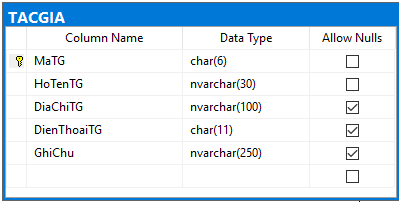 TACGIA
Column Name Data Type Allow Nulls
MaTG char(6)
HoTenTG nvarchar(30)
DiaChiTG nvarchar(100)
DienThoaiTG char(11)
GhiChu nvarchar(250)